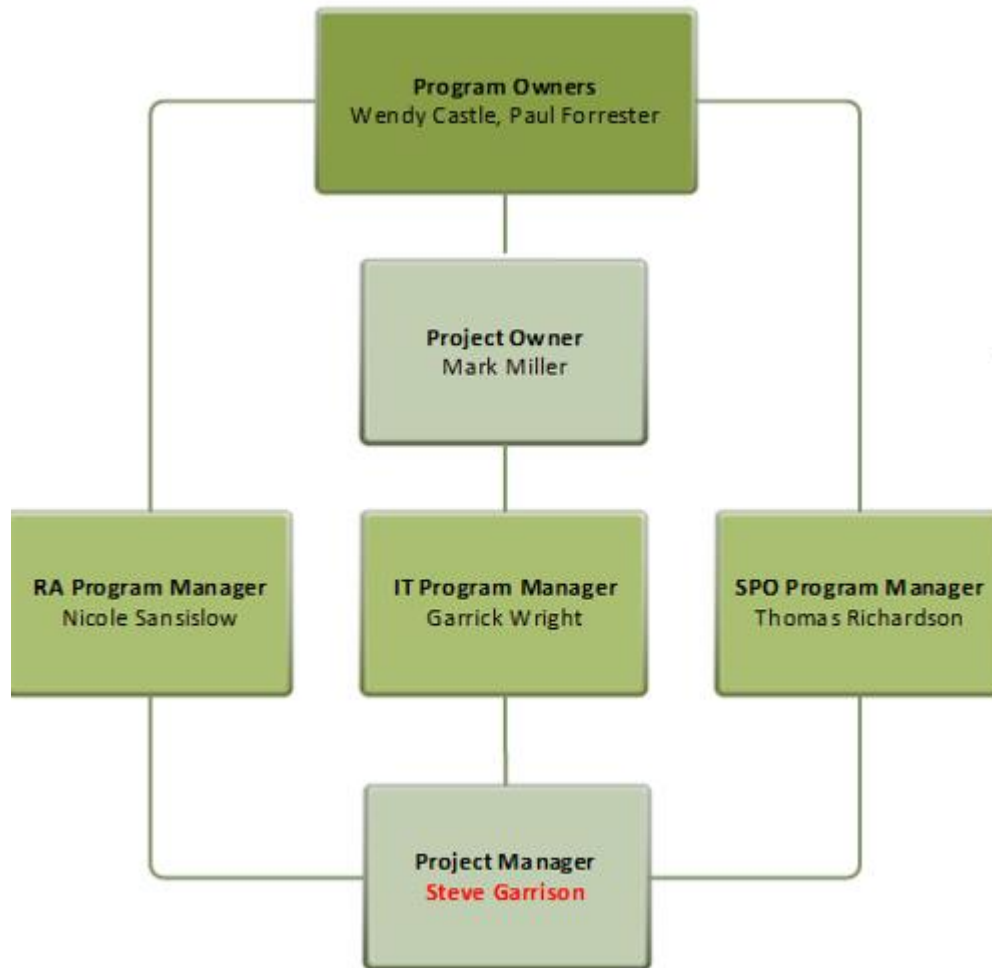 Program Owners
Wendy Castle, Paul Forrester
Project Owner
Mark Miller
RA Program Manager
Nicole Sansislow
IT Program Manager
Garrick Wright
SPO Program Manager
Thomas Richardson
Project Manager
Steve Garrison